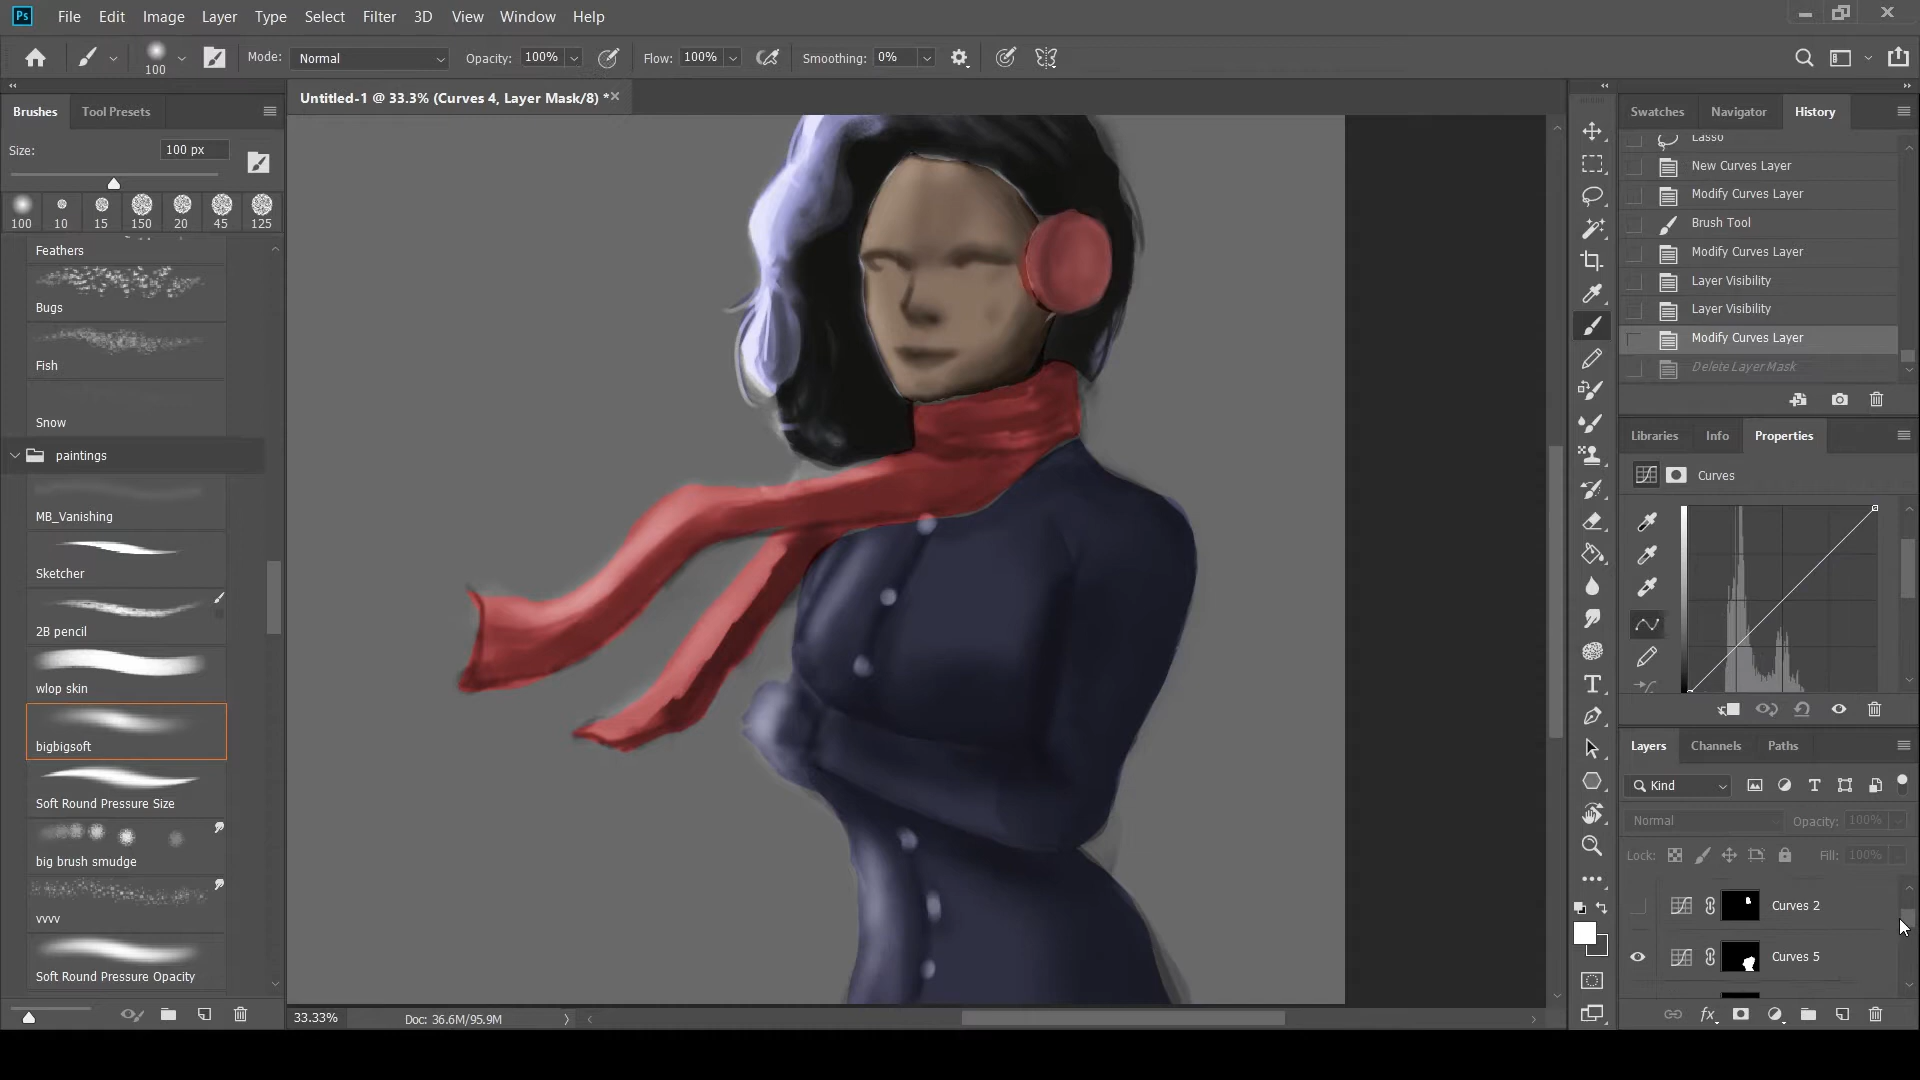 Ps File Edit Image Layer Type Select Filter 3D View Window Help
100 Mode: Normal Opacity: 100% Flow: 100% Smoothing: 0%
Untitled-1 @ 33.3% (Curves 4, Layer Mask/8) *
Brushes Tool Presets
Size: 100 px
100 10 15 150 20 45 125
Feathers
Bugs
Fish
Snow
paintings
MB_Vanishing
Sketcher
2B pencil
wlop skin
bigbigsoft
Soft Round Pressure Size
big brush smudge
vvvv
Soft Round Pressure Opacity
33.33% Doc: 36.6M/95.9M
Swatches Navigator History
Lasso
New Curves Layer
Modify Curves Layer
Brush Tool
Modify Curves Layer
Layer Visibility
Layer Visibility
Modify Curves Layer
Delete Layer Mask
Libraries Info Properties
Curves
Layers Channels Paths
Kind
Normal Opacity: 100%
Lock: Fill: 100%
Curves 2
Curves 5